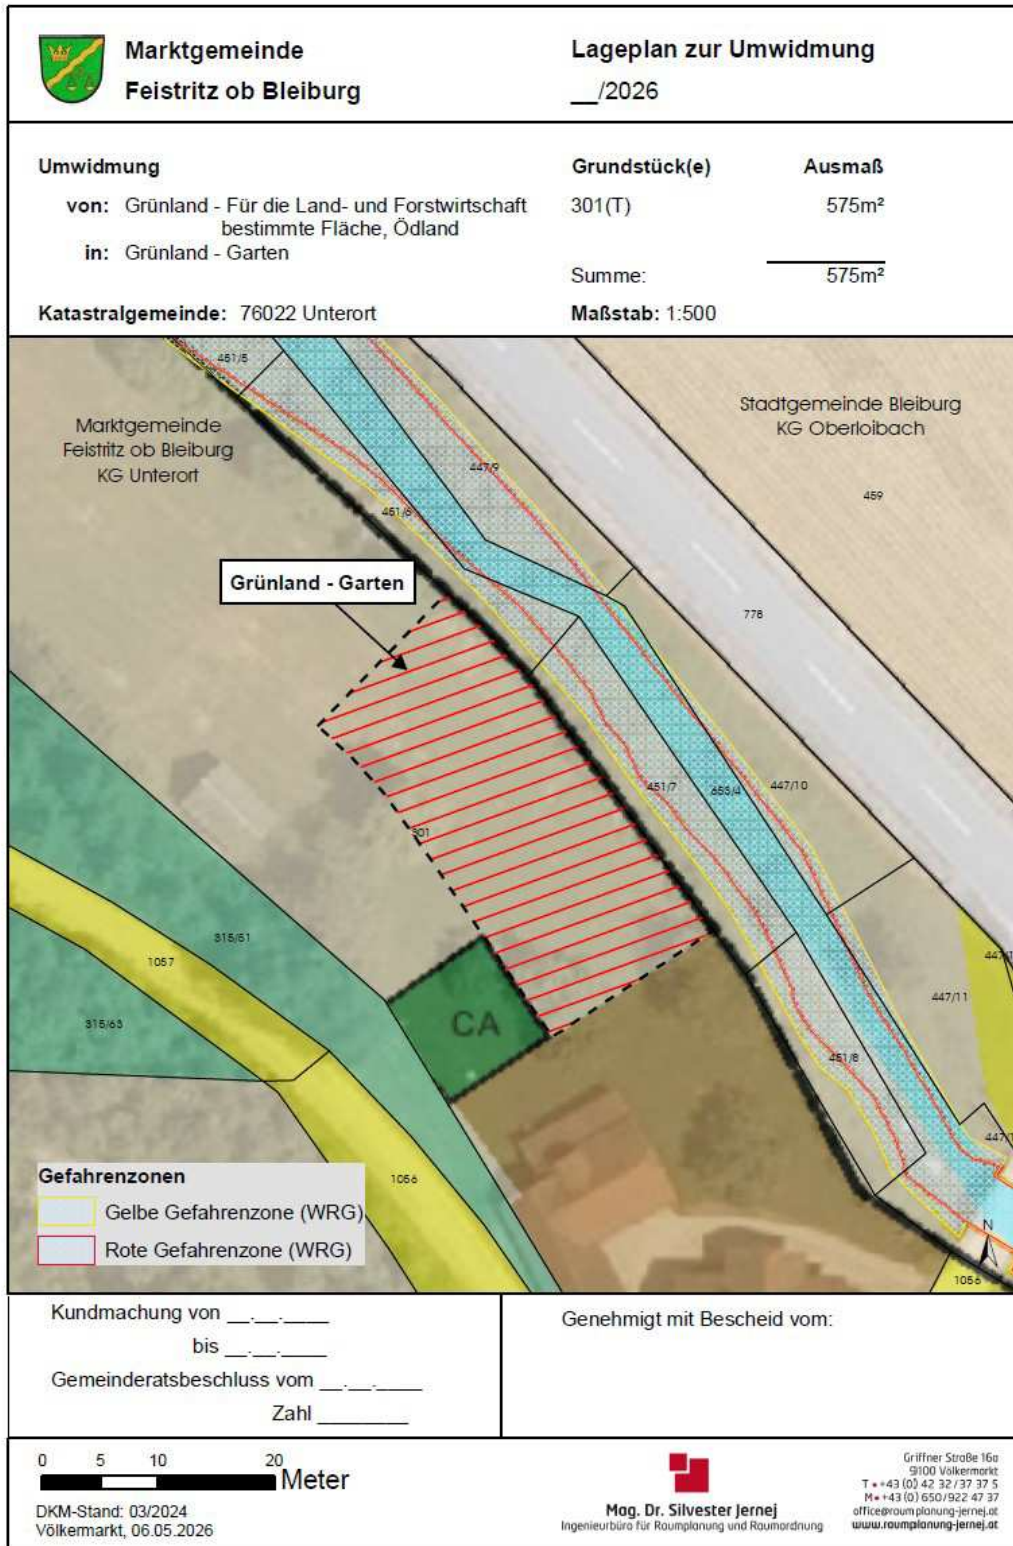 Marktgemeinde
Feistritz ob Bleiburg
Lageplan zur Umwidmung
__/2026
Umwidmung
von: Grünland - Für die Land- und Forstwirtschaft
bestimmte Fläche, Ödland
in: Grünland - Garten
Grundstück(e) Ausmaß
301(T) 575m²
Summe: 575m²
Katastralgemeinde: 76022 Unterort
Maßstab: 1:500
451/5
Marktgemeinde
Feistritz ob Bleiburg
KG Unterort
Stadtgemeinde Bleiburg
KG Oberloibach
447/9
459
451/6
Grünland - Garten
778
451/7
653/4
447/10
301
315/51
1057
447/11
315/63
CA
451/8
1056
1056
Gefahrenzonen
Gelbe Gefahrenzone (WRG)
Rote Gefahrenzone (WRG)
N
Kundmachung von __.__.____
bis __.__.____
Gemeinderatsbeschluss vom __.__.____
Zahl ________
Genehmigt mit Bescheid vom:
0 5 10 20
Meter
DKM-Stand: 03/2024
Völkermarkt, 06.05.2026
Mag. Dr. Silvester Jernej
Ingenieurbüro für Raumplanung und Raumordnung
Griffner Straße 16a
9100 Völkermarkt
T • +43 (0) 42 32 / 37 37 5
M • +43 (0) 650 / 922 47 37
office@raumplanung-jernej.at
www.raumplanung-jernej.at